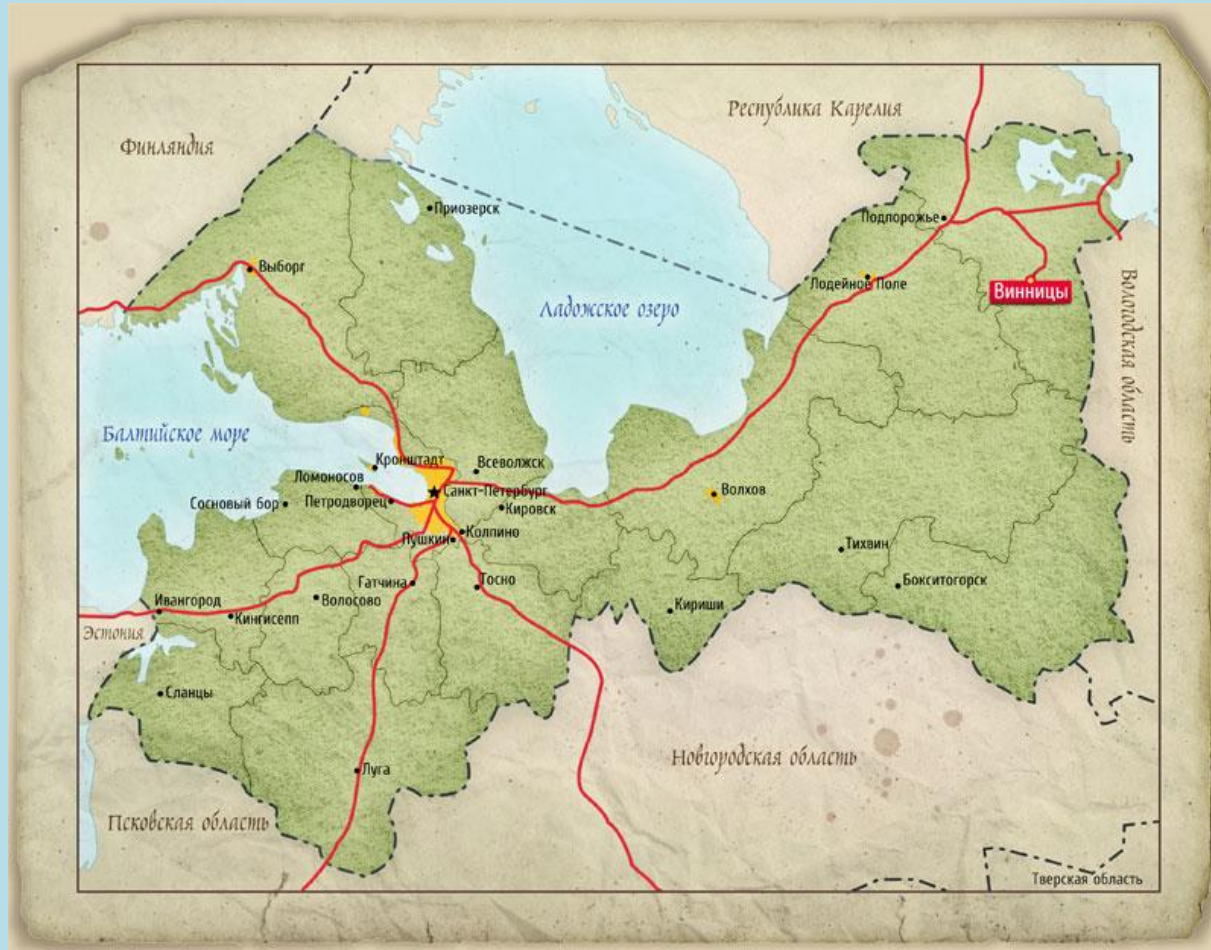 Республика Карелия
Финляндия
Приозерск
Подпорожье
Выборг
Лодейное Поле
Винницы
Вологодская область
Ладожское озеро
Балтийское море
Кронштадт
Всеволжск
Ломоносов
Санкт-Петербург
Сосновый бор
Петродворец
Кировск
Волхов
Пушкин
Колпино
Тихвин
Гатчина
Тосно
Бокситогорск
Ивангород
Волосово
Кингисепп
Кириши
Эстония
Сланцы
Новгородская область
Луга
Псковская область
Тверская область